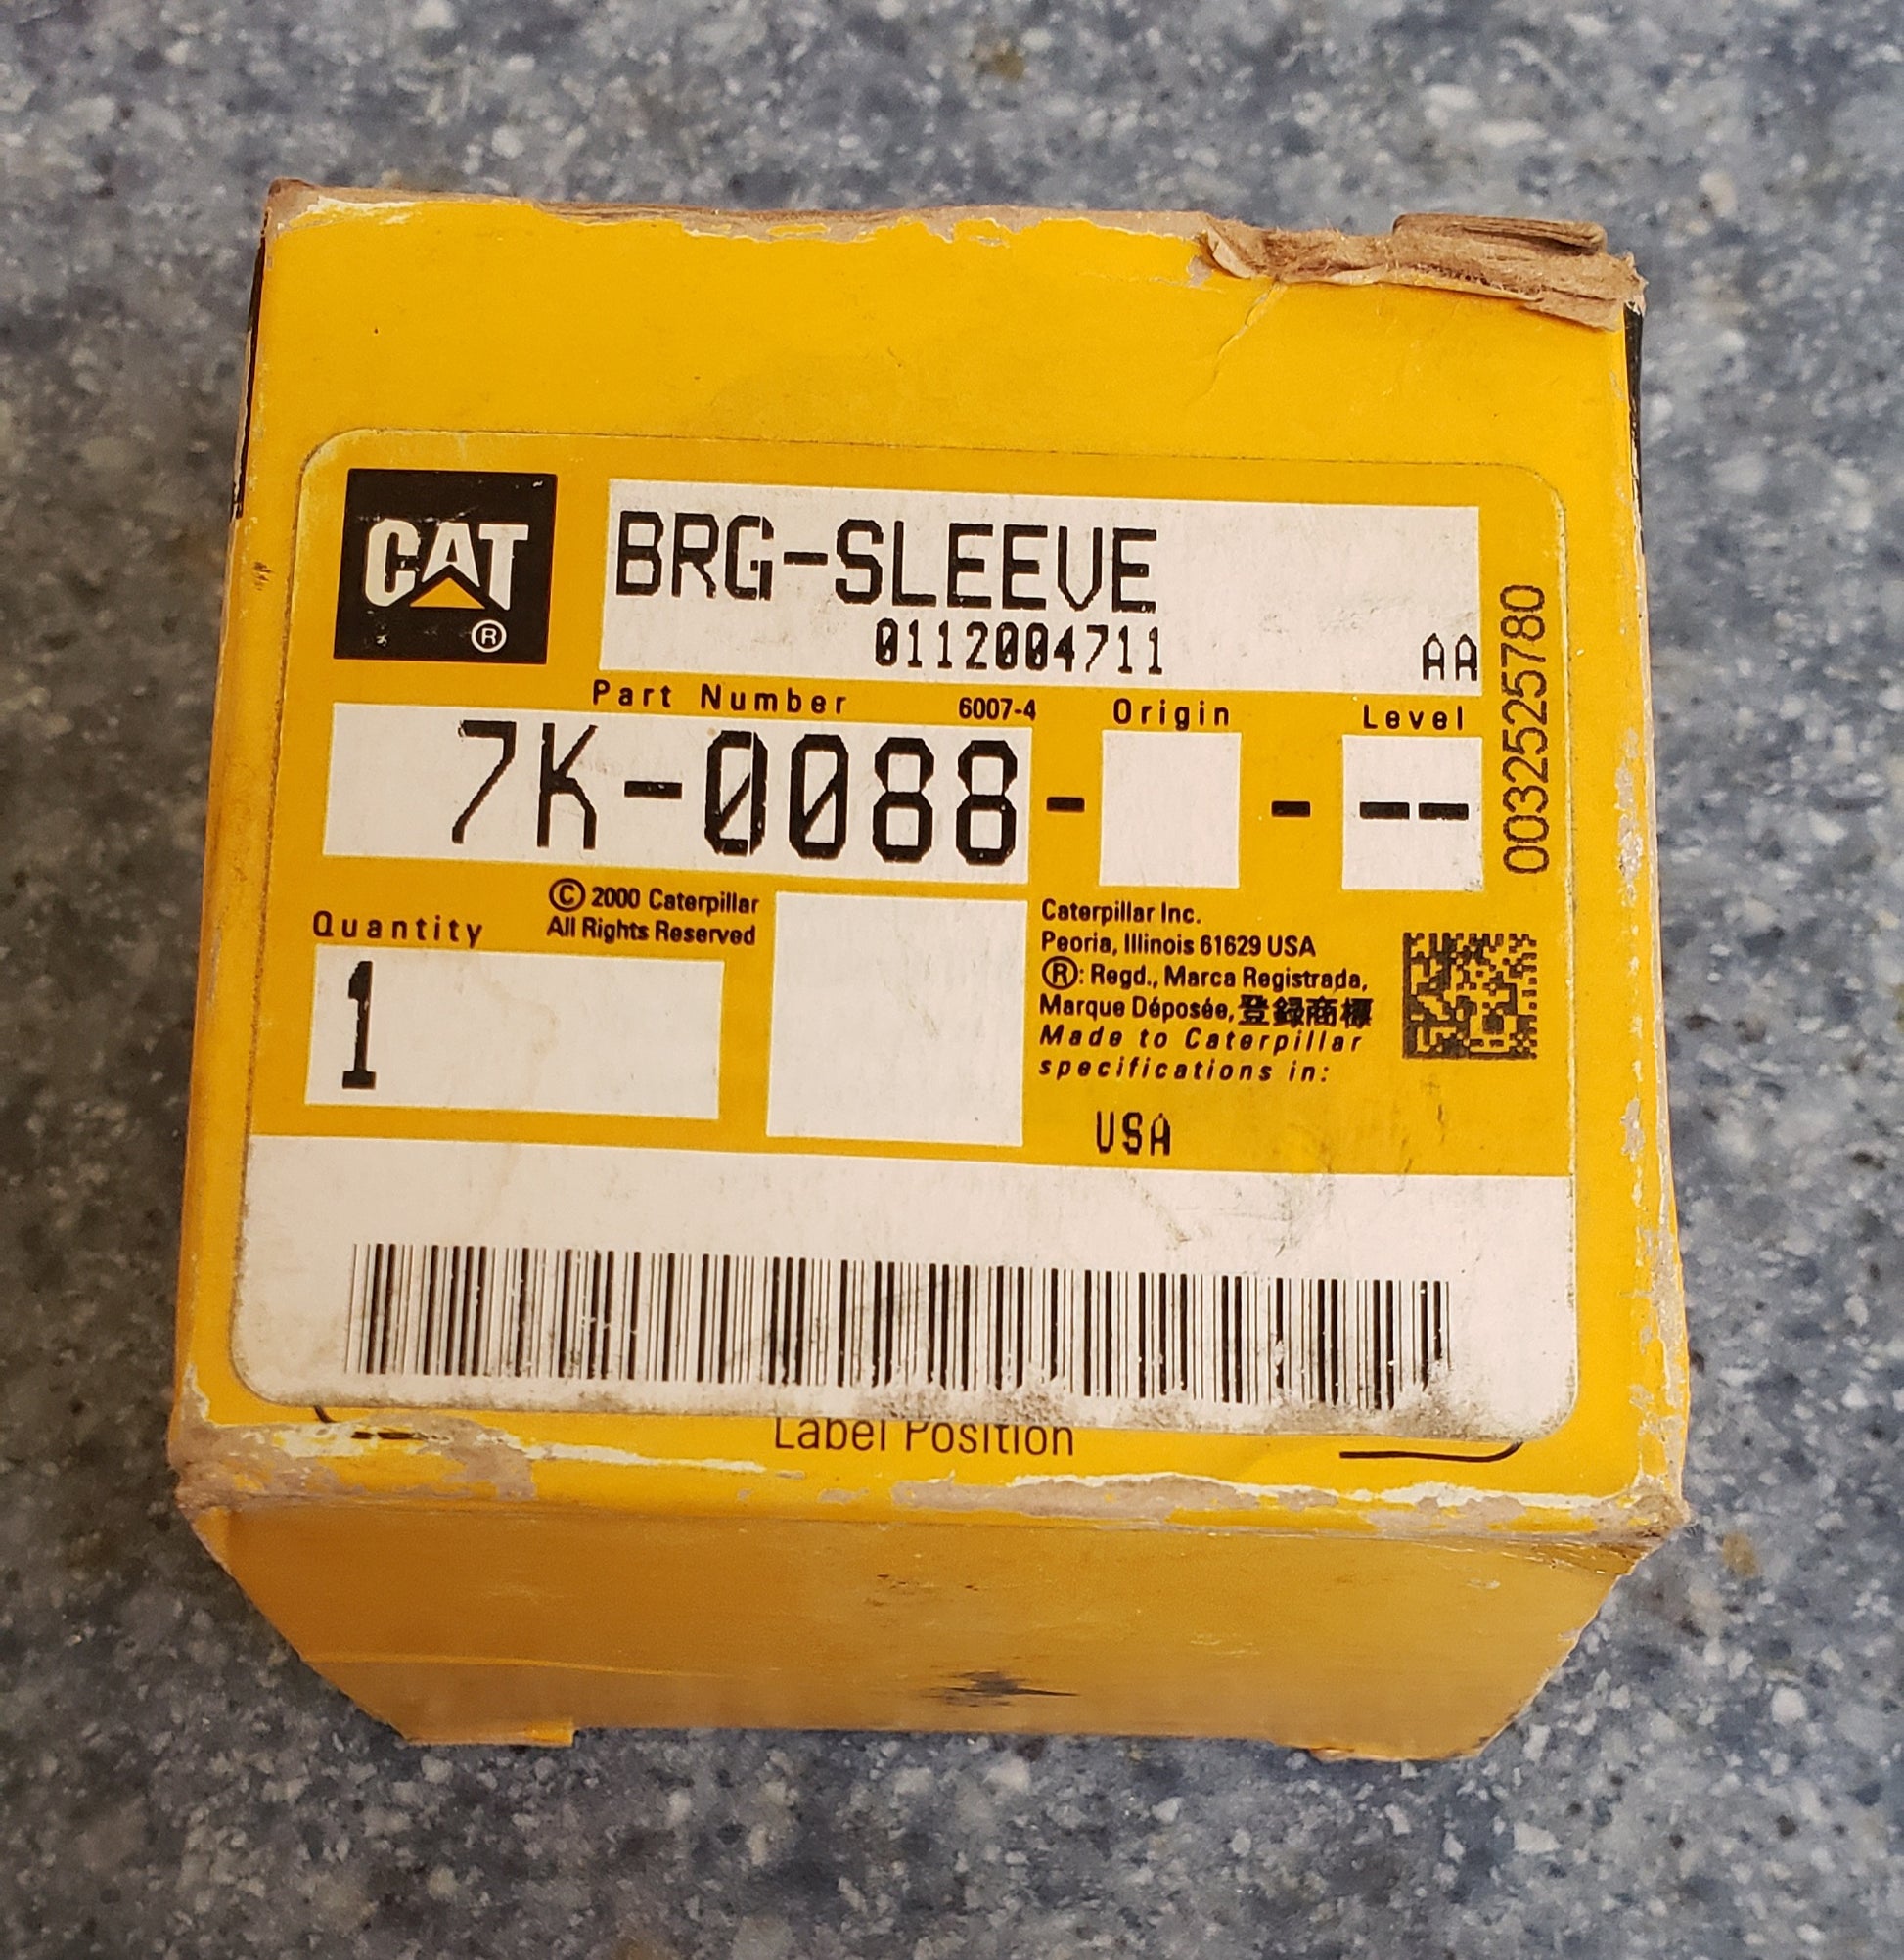 CAT
®
BRG-SLEEVE
0112004711 AA
Part Number 6007-4 Origin Level
7K-0088 - - --
0032525780
© 2000 Caterpillar
All Rights Reserved
Quantity
1
Caterpillar Inc.
Peoria, Illinois 61629 USA
®: Regd., Marca Registrada,
Marque Déposée, 登録商標
Made to Caterpillar
specifications in:
USA
Label Position